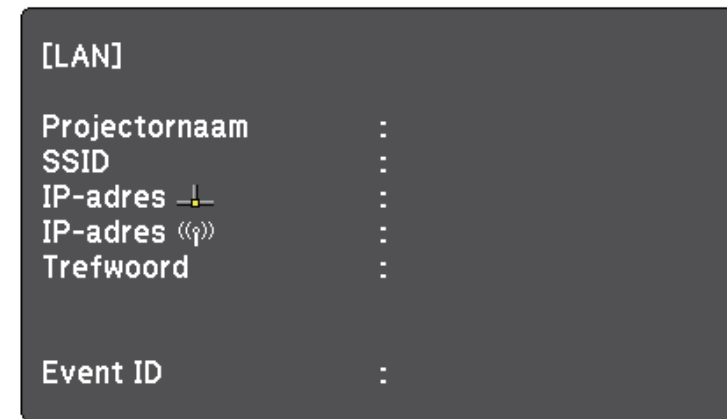 [LAN]
Projectornaam :
SSID :
IP-adres :
IP-adres :
Trefwoord :
Event ID :